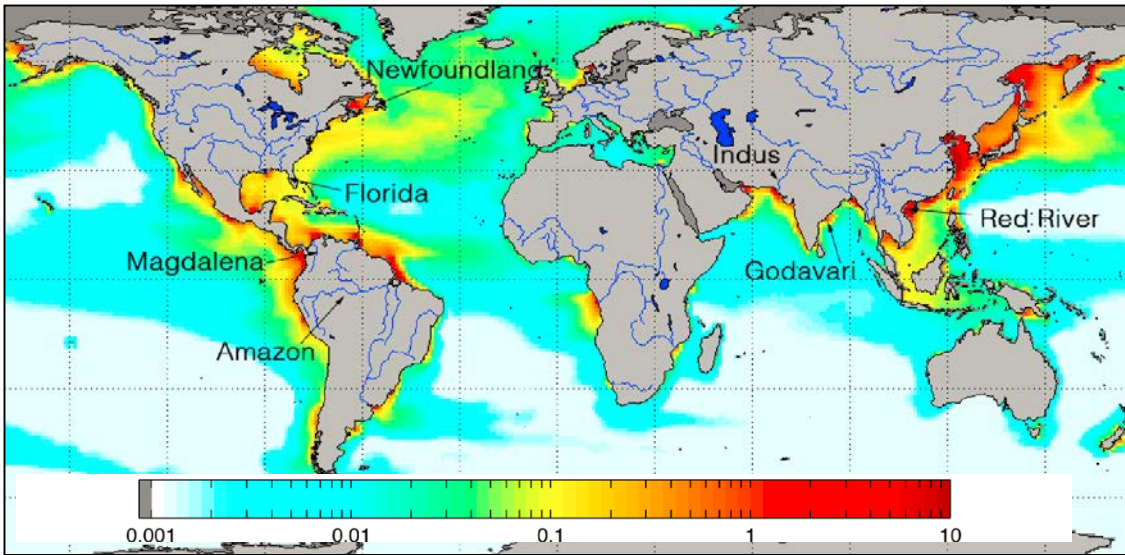 Newfoundland
Indus
Florida
Red River
Magdalena
Godavari
Amazon
0.001 0.01 0.1 1 10